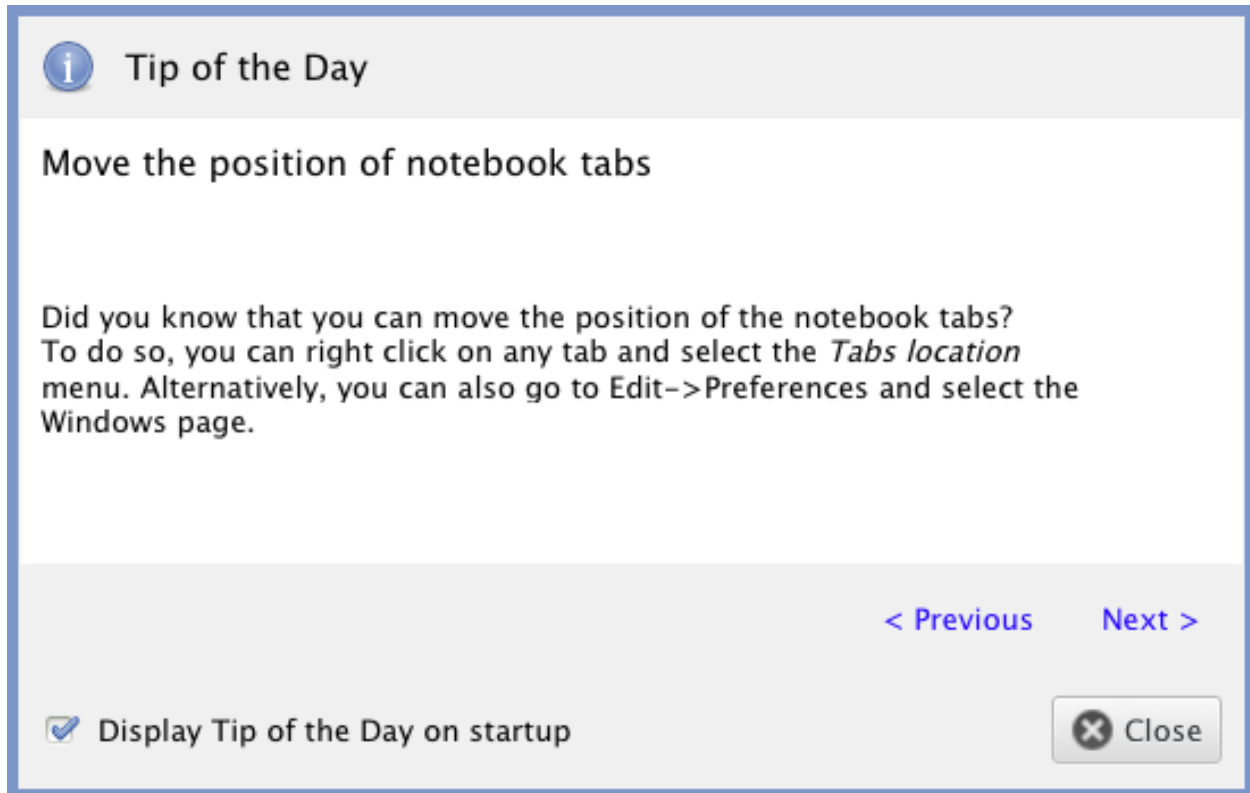 Tip of the Day
Move the position of notebook tabs
Did you know that you can move the position of the notebook tabs?
To do so, you can right click on any tab and select the Tabs location
menu. Alternatively, you can also go to Edit->Preferences and select the
Windows page.
< Previous Next >
Display Tip of the Day on startup
Close